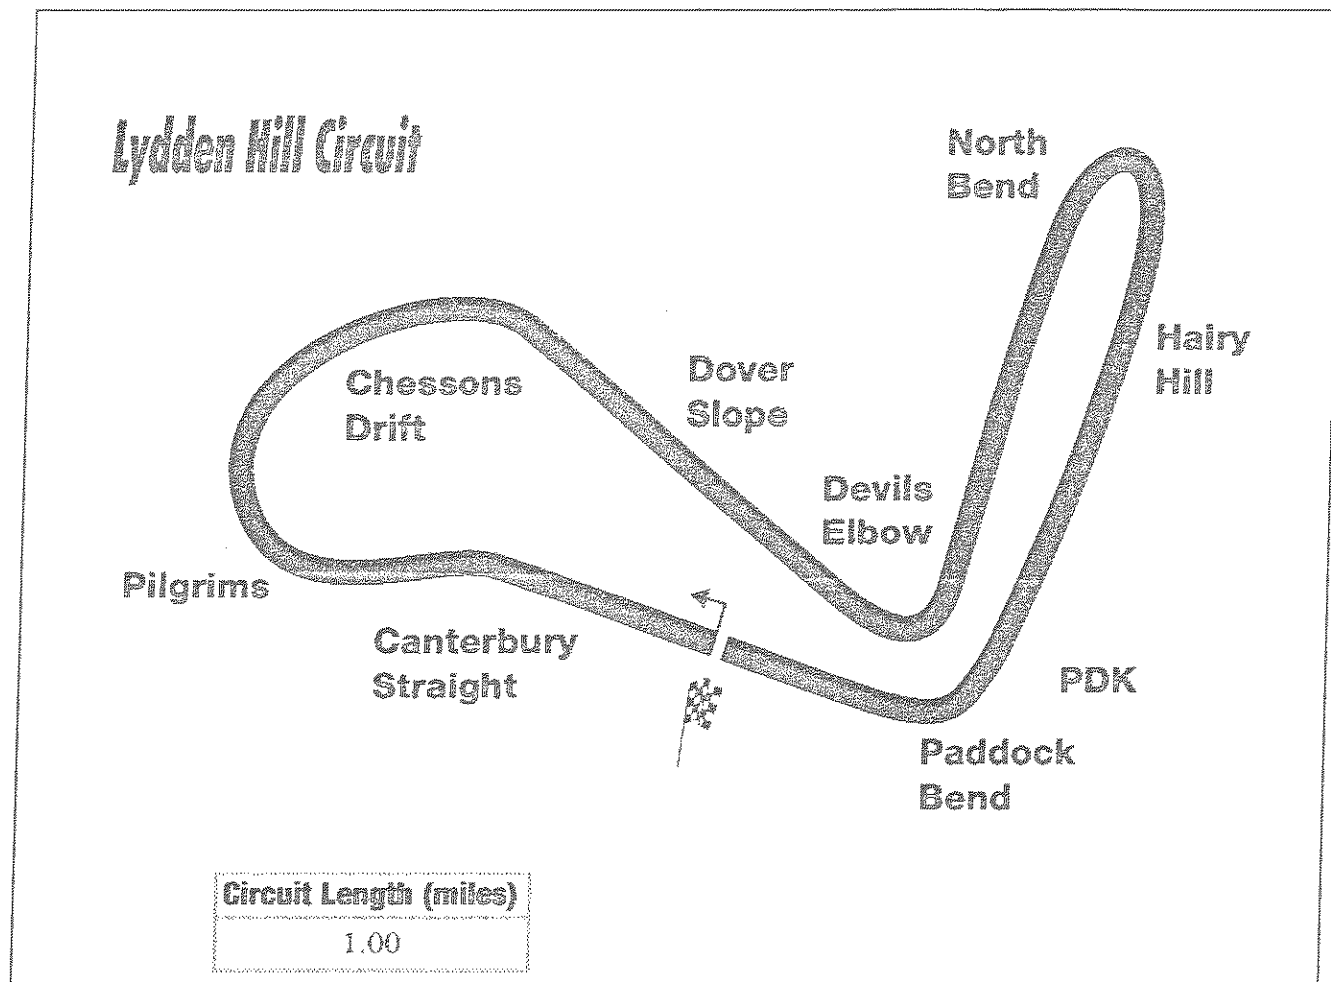 Lydden Hill Circuit
North
Bend
Hairy
Hill
Dover
Slope
Chessons
Drift
Devils
Elbow
Pilgrims
Canterbury
Straight
PDK
Paddock
Bend
Circuit Length (miles)
1.00